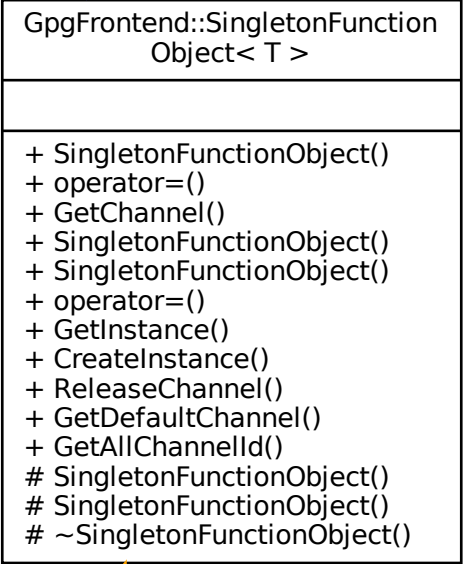 GpgFrontend::SingletonFunction
Object< T >
+ SingletonFunctionObject()
+ operator=()
+ GetChannel()
+ SingletonFunctionObject()
+ SingletonFunctionObject()
+ operator=()
+ GetInstance()
+ CreateInstance()
+ ReleaseChannel()
+ GetDefaultChannel()
+ GetAllChannelId()
# SingletonFunctionObject()
# SingletonFunctionObject()
# ~SingletonFunctionObject()